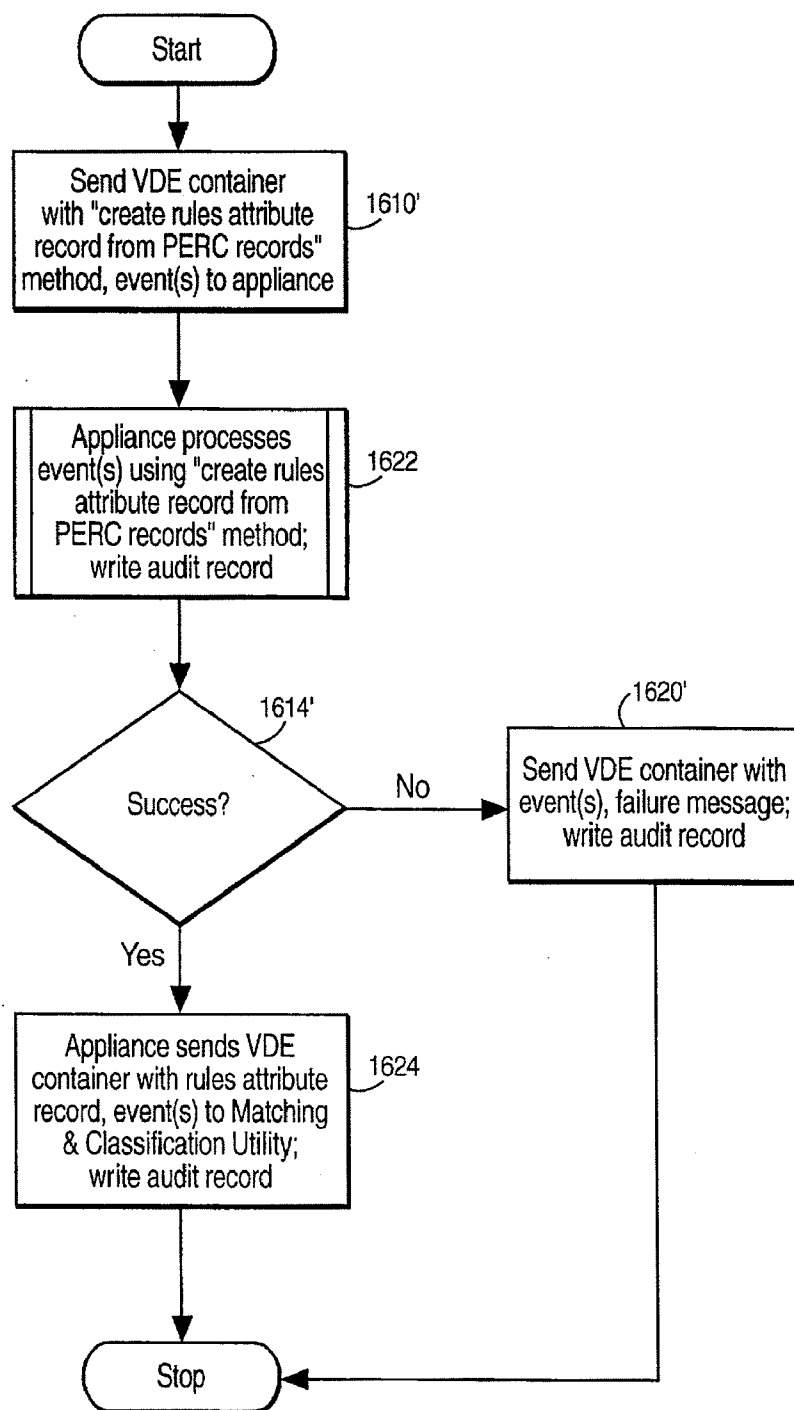 Start
Send VDE container
with "create rules attribute
record from PERC records"
method, event(s) to appliance
1610'
Appliance processes
event(s) using "create rules
attribute record from
PERC records" method;
write audit record
1622
1614'
Success?
No
1620'
Send VDE container with
event(s), failure message;
write audit record
Yes
Appliance sends VDE
container with rules attribute
record, event(s) to Matching
& Classification Utility;
write audit record
1624
Stop